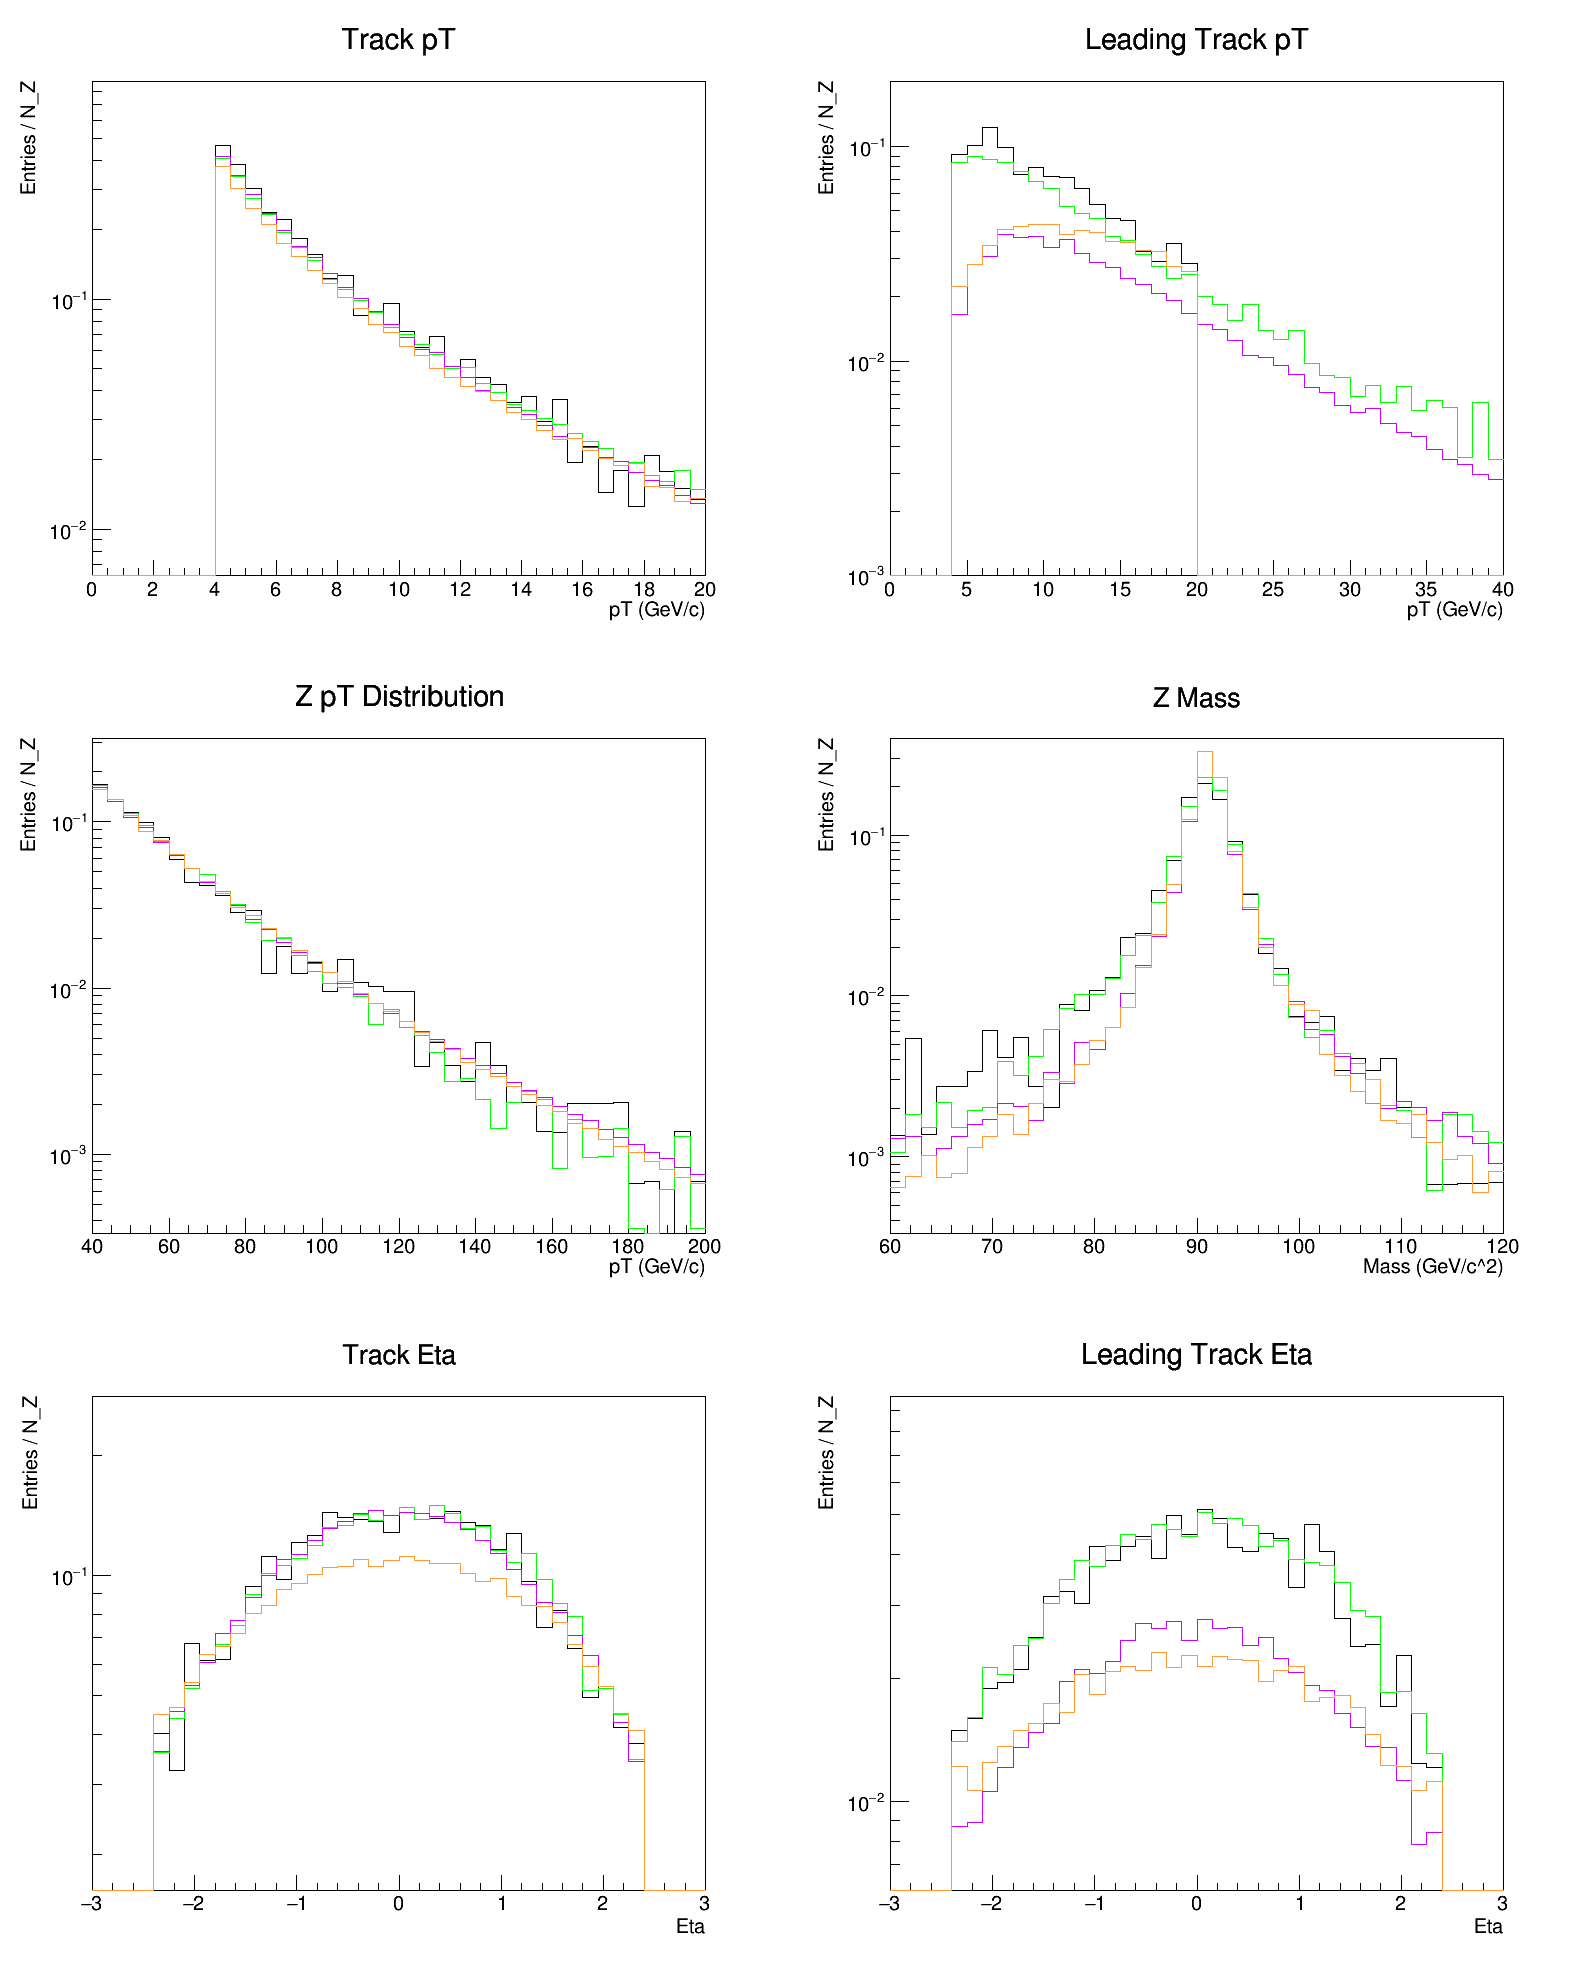 Track pT
Entries / N_Z
10⁻¹
10⁻²
0 2 4 6 8 10 12 14 16 18 20
pT (GeV/c)
Leading Track pT
Entries / N_Z
10⁻¹
10⁻²
10⁻³
0 5 10 15 20 25 30 35 40
pT (GeV/c)
Z pT Distribution
Entries / N_Z
10⁻¹
10⁻²
10⁻³
40 60 80 100 120 140 160 180 200
pT (GeV/c)
Z Mass
Entries / N_Z
10⁻¹
10⁻²
10⁻³
60 70 80 90 100 110 120
Mass (GeV/c^2)
Track Eta
Entries / N_Z
10⁻¹
−3 −2 −1 0 1 2 3
Eta
Leading Track Eta
Entries / N_Z
10⁻²
−3 −2 −1 0 1 2 3
Eta